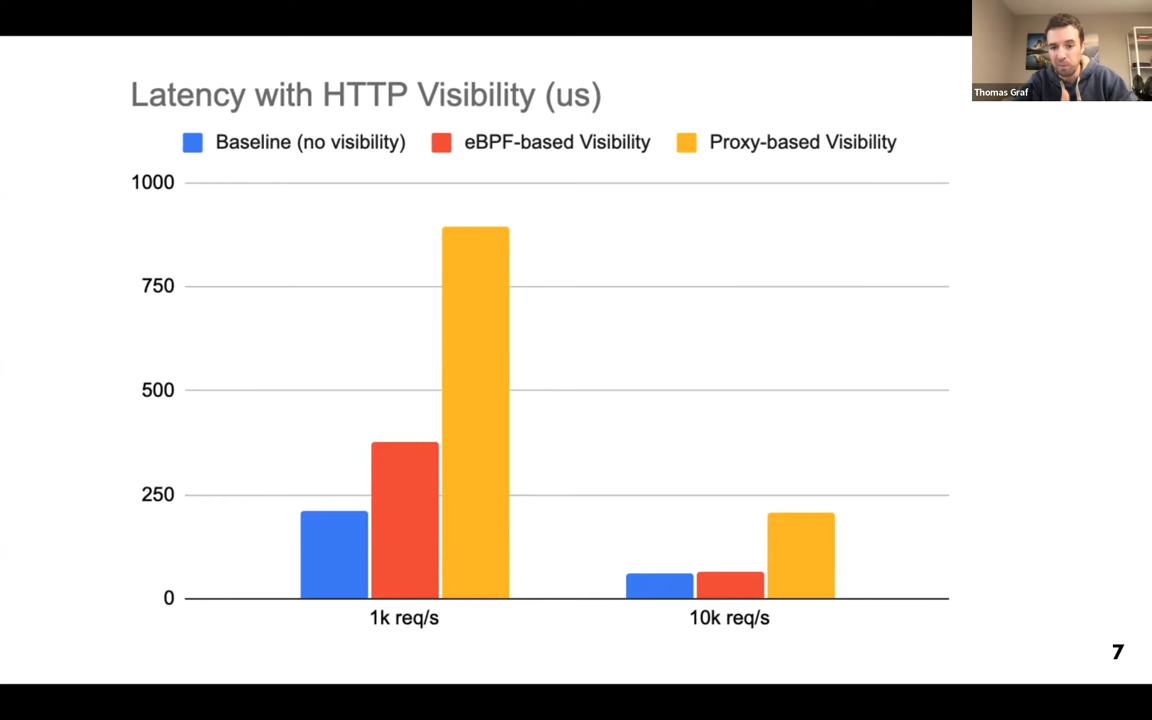 Thomas Graf
Latency with HTTP Visibility (us)
Baseline (no visibility) eBPF-based Visibility Proxy-based Visibility
1000
750
500
250
0
1k req/s 10k req/s
7